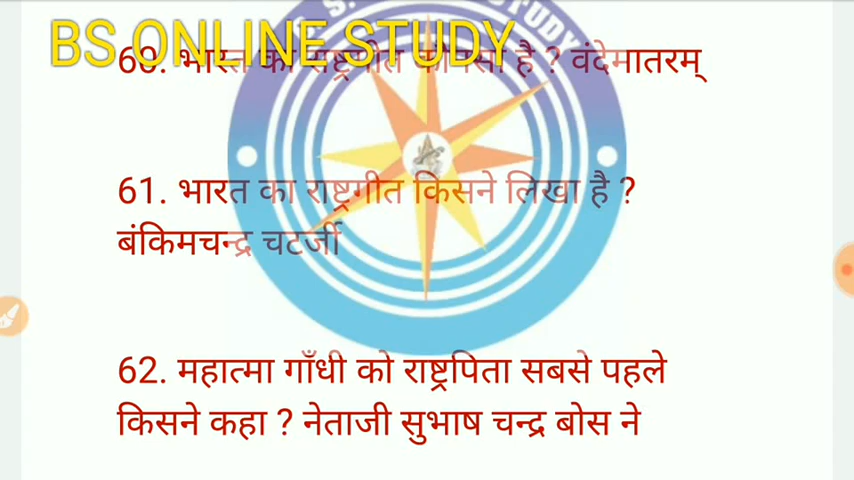 BS ONLINE STUDY
60. भारत का राष्ट्रगीत कौनसा है ? वंदेमातरम्
61. भारत का राष्ट्रगीत किसने लिखा है ?
बंकिमचन्द्र चटर्जी
62. महात्मा गाँधी को राष्ट्रपिता सबसे पहले
किसने कहा ? नेताजी सुभाष चन्द्र बोस ने